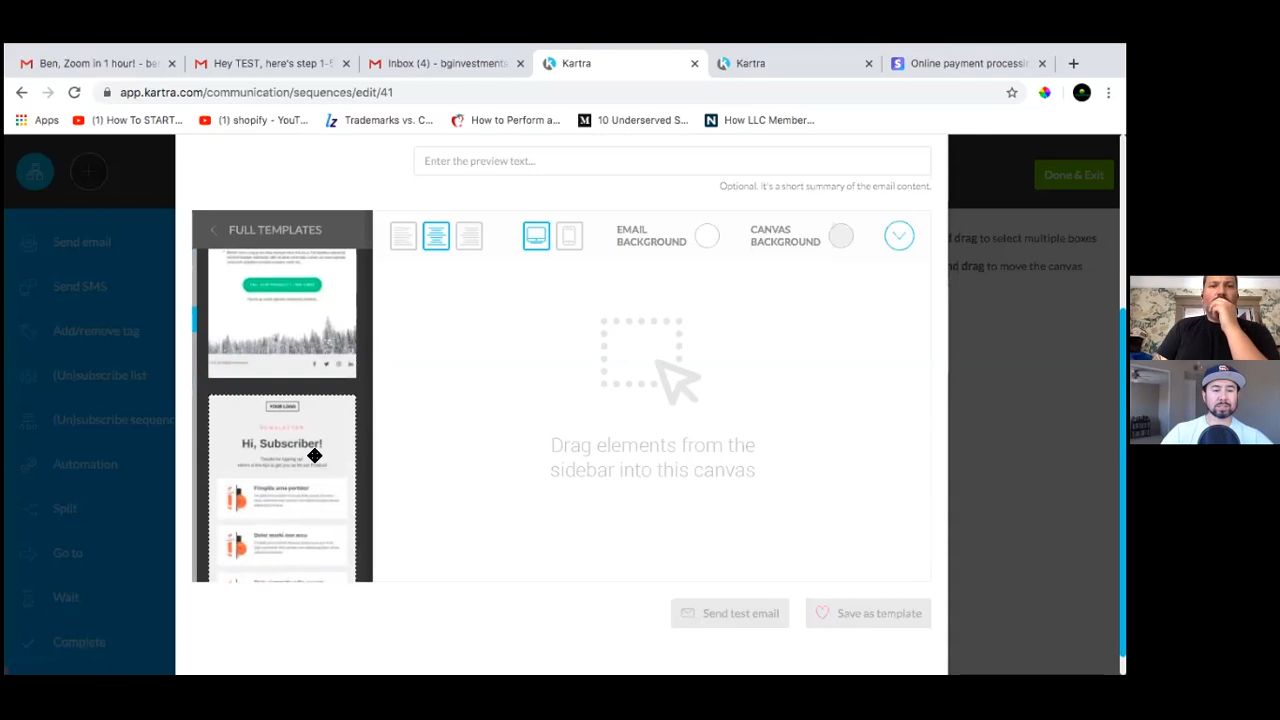 Ben, Zoom in 1 hour! - be
Hey TEST, here's step 1-5
Inbox (4) - bginvestments
Kartra
Kartra
Online payment processin
app.kartra.com/communication/sequences/edit/41
Apps
(1) How To START...
(1) shopify - YouT...
Trademarks vs. C...
How to Perform a...
10 Underserved S...
How LLC Member...
Enter the preview text...
Optional. It's a short summary of the email content.
Done & Exit
FULL TEMPLATES
EMAIL
BACKGROUND
CANVAS
BACKGROUND
Send email
Send SMS
Add/remove tag
(Un)subscribe list
(Un)subscribe sequenc
Automation
Split
Go to
Wait
Complete
d drag to select multiple boxes
nd drag to move the canvas
YOUR LOGO
NEWSLETTER
Hi, Subscriber!
Drag elements from the
sidebar into this canvas
Send test email
Save as template